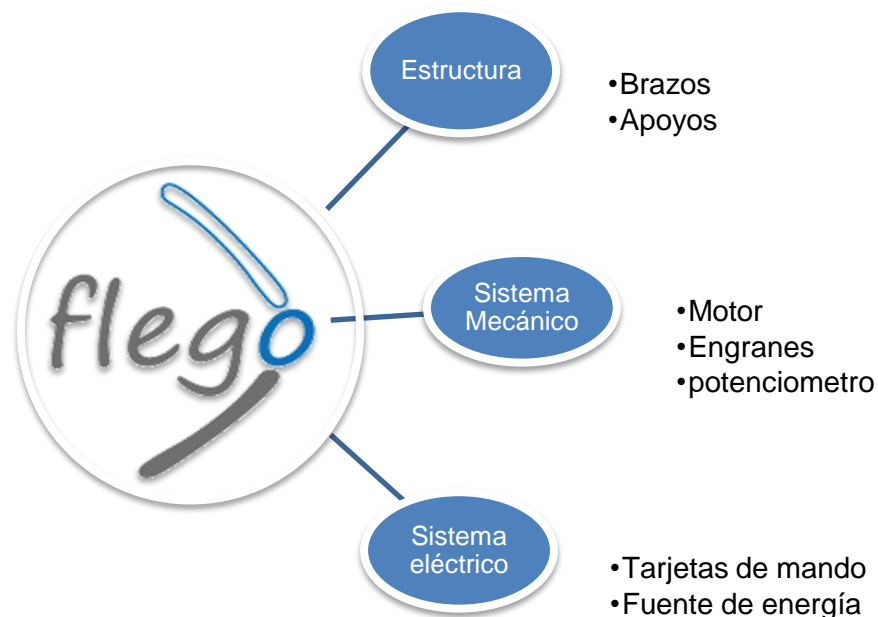 Estructura
•Brazos
•Apoyos
flego
Sistema
Mecánico
•Motor
•Engranes
•potenciometro
Sistema
eléctrico
•Tarjetas de mando
•Fuente de energía